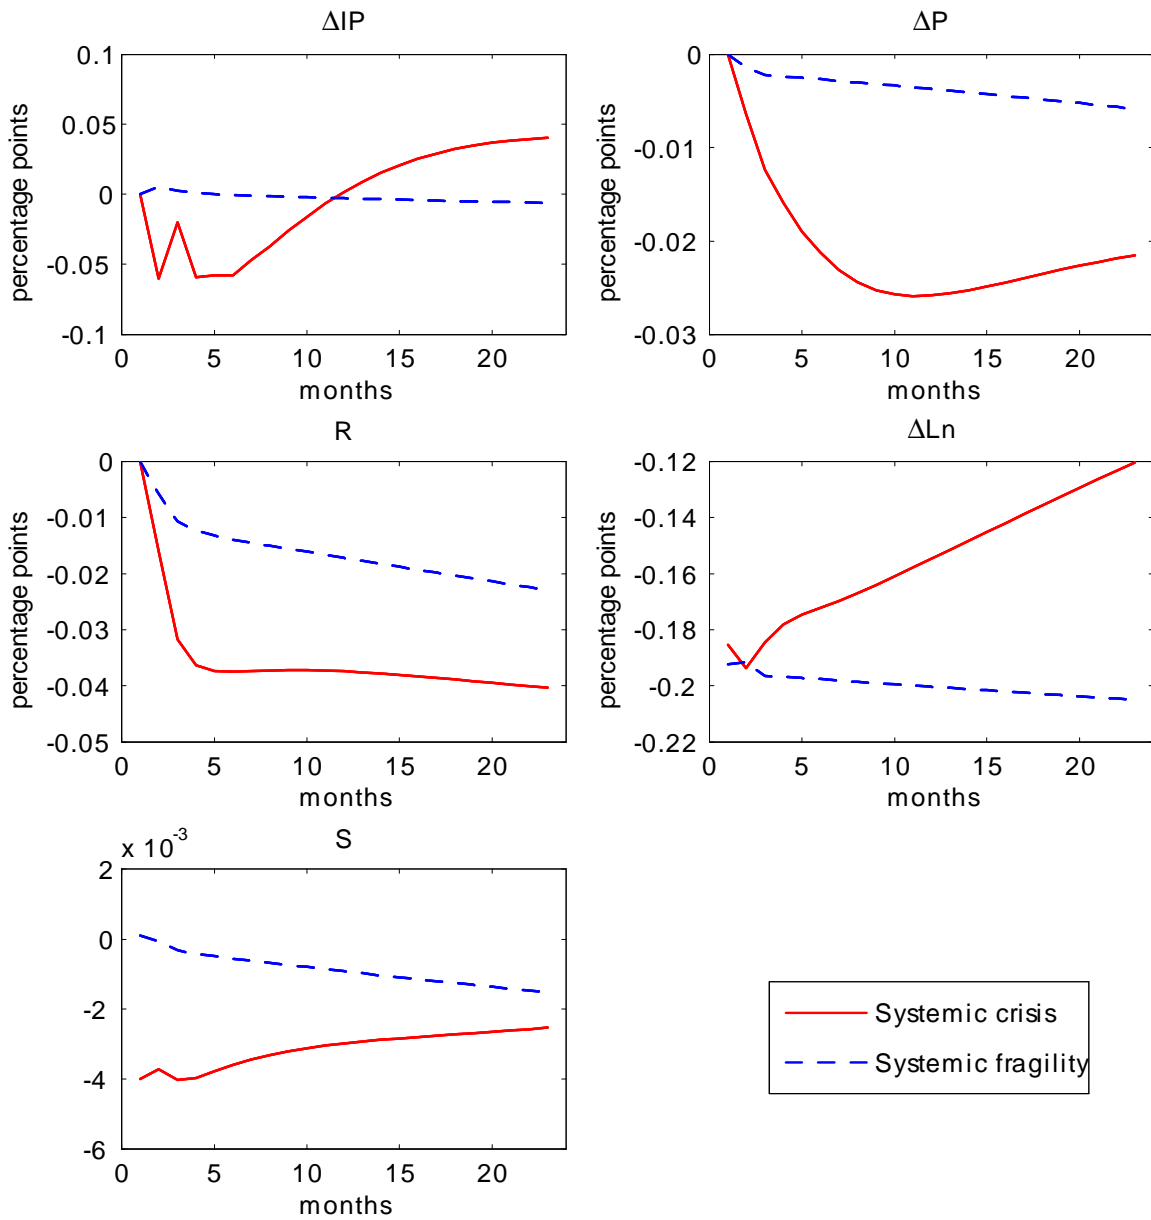 ΔIP
percentage points
0.1
0.05
0
-0.05
-0.1
0 5 10 15 20
months
ΔP
percentage points
0
-0.01
-0.02
-0.03
0 5 10 15 20
months
R
percentage points
0
-0.01
-0.02
-0.03
-0.04
-0.05
0 5 10 15 20
months
ΔLn
percentage points
-0.12
-0.14
-0.16
-0.18
-0.2
-0.22
0 5 10 15 20
months
S
x 10-3
2
0
-2
-4
-6
0 5 10 15 20
months
Systemic crisis
Systemic fragility